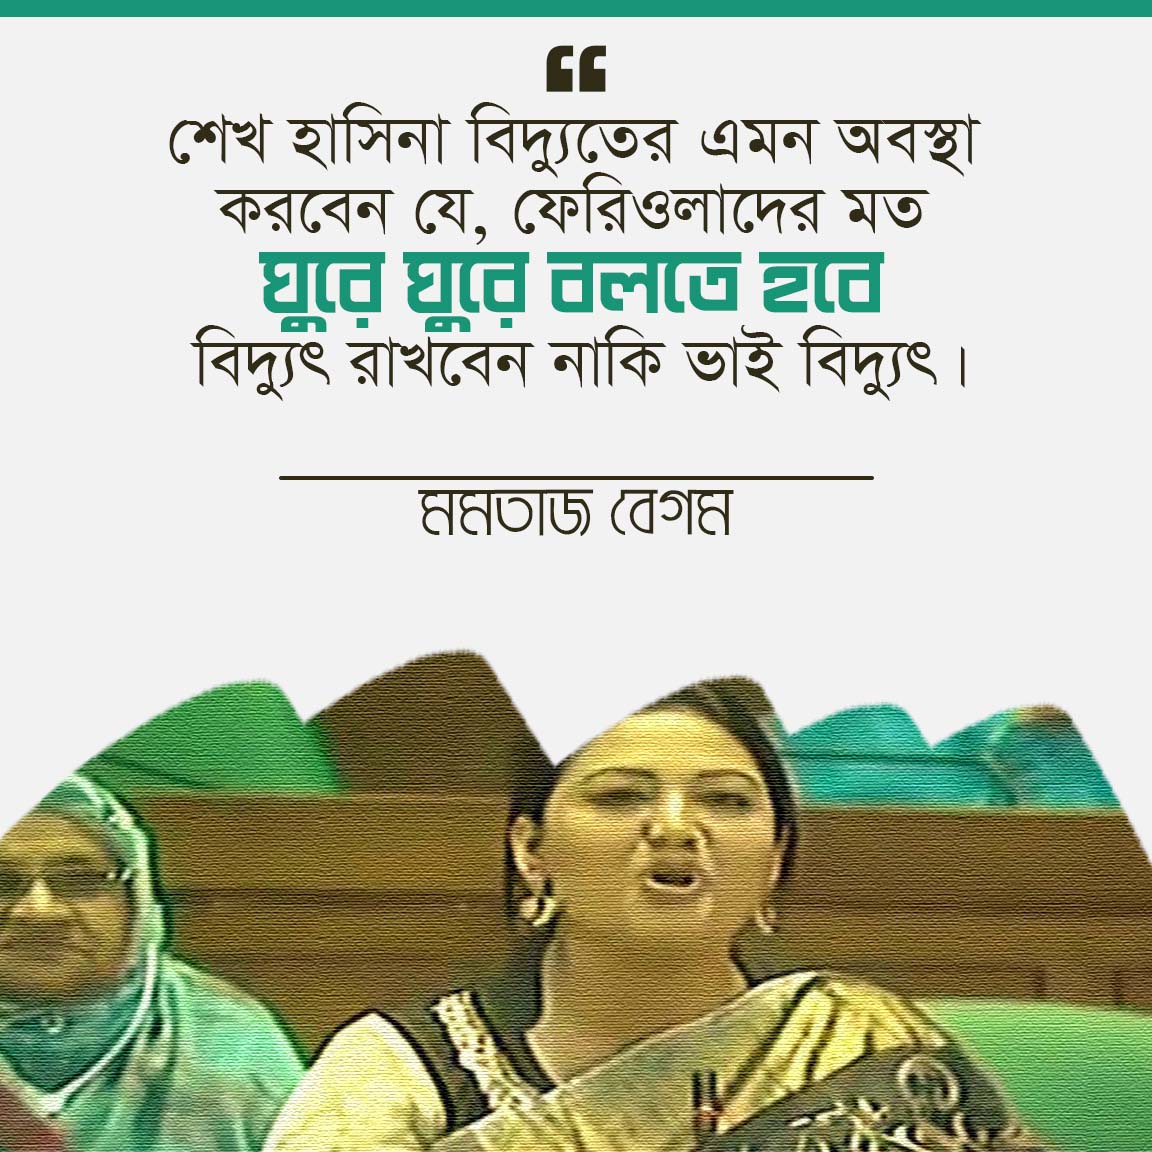 “
শেখ হাসিনা বিদ্যুতের এমন অবস্থা
করবেন যে, ফেরিওলাদের মত
ঘুরে ঘুরে বলতে হবে
বিদ্যুৎ রাখবেন নাকি ভাই বিদ্যুৎ।
মমতাজ বেগম